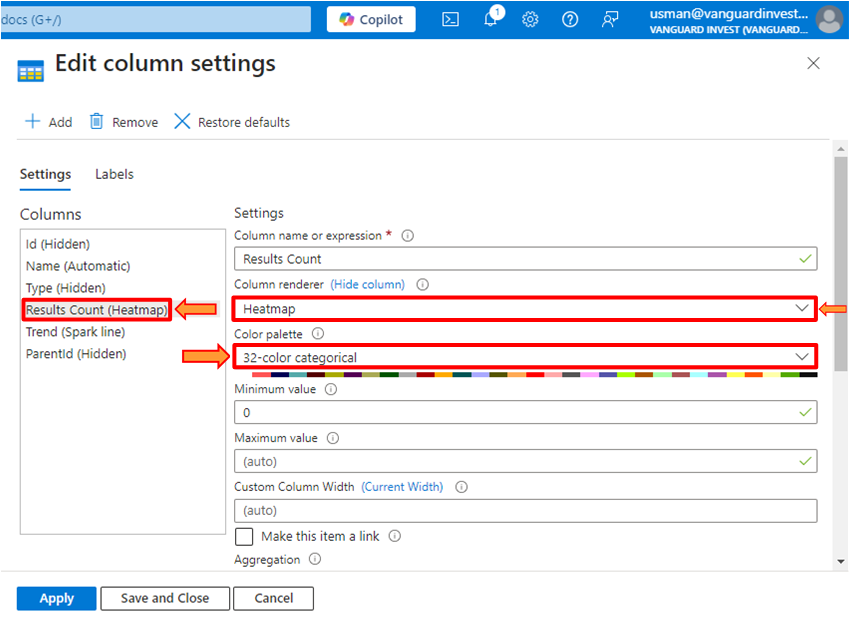 docs (G+/)
Copilot
1
usman@vanguardinvest...
VANGUARD INVEST (VANGUARD...
Edit column settings
Add
Remove
Restore defaults
Settings
Labels
Columns
Id (Hidden)
Name (Automatic)
Type (Hidden)
Results Count (Heatmap)
Trend (Spark line)
ParentId (Hidden)
Settings
Column name or expression *
Results Count
Column renderer (Hide column)
Heatmap
Color palette
32-color categorical
Minimum value
0
Maximum value
(auto)
Custom Column Width (Current Width)
(auto)
Make this item a link
Aggregation
Apply
Save and Close
Cancel